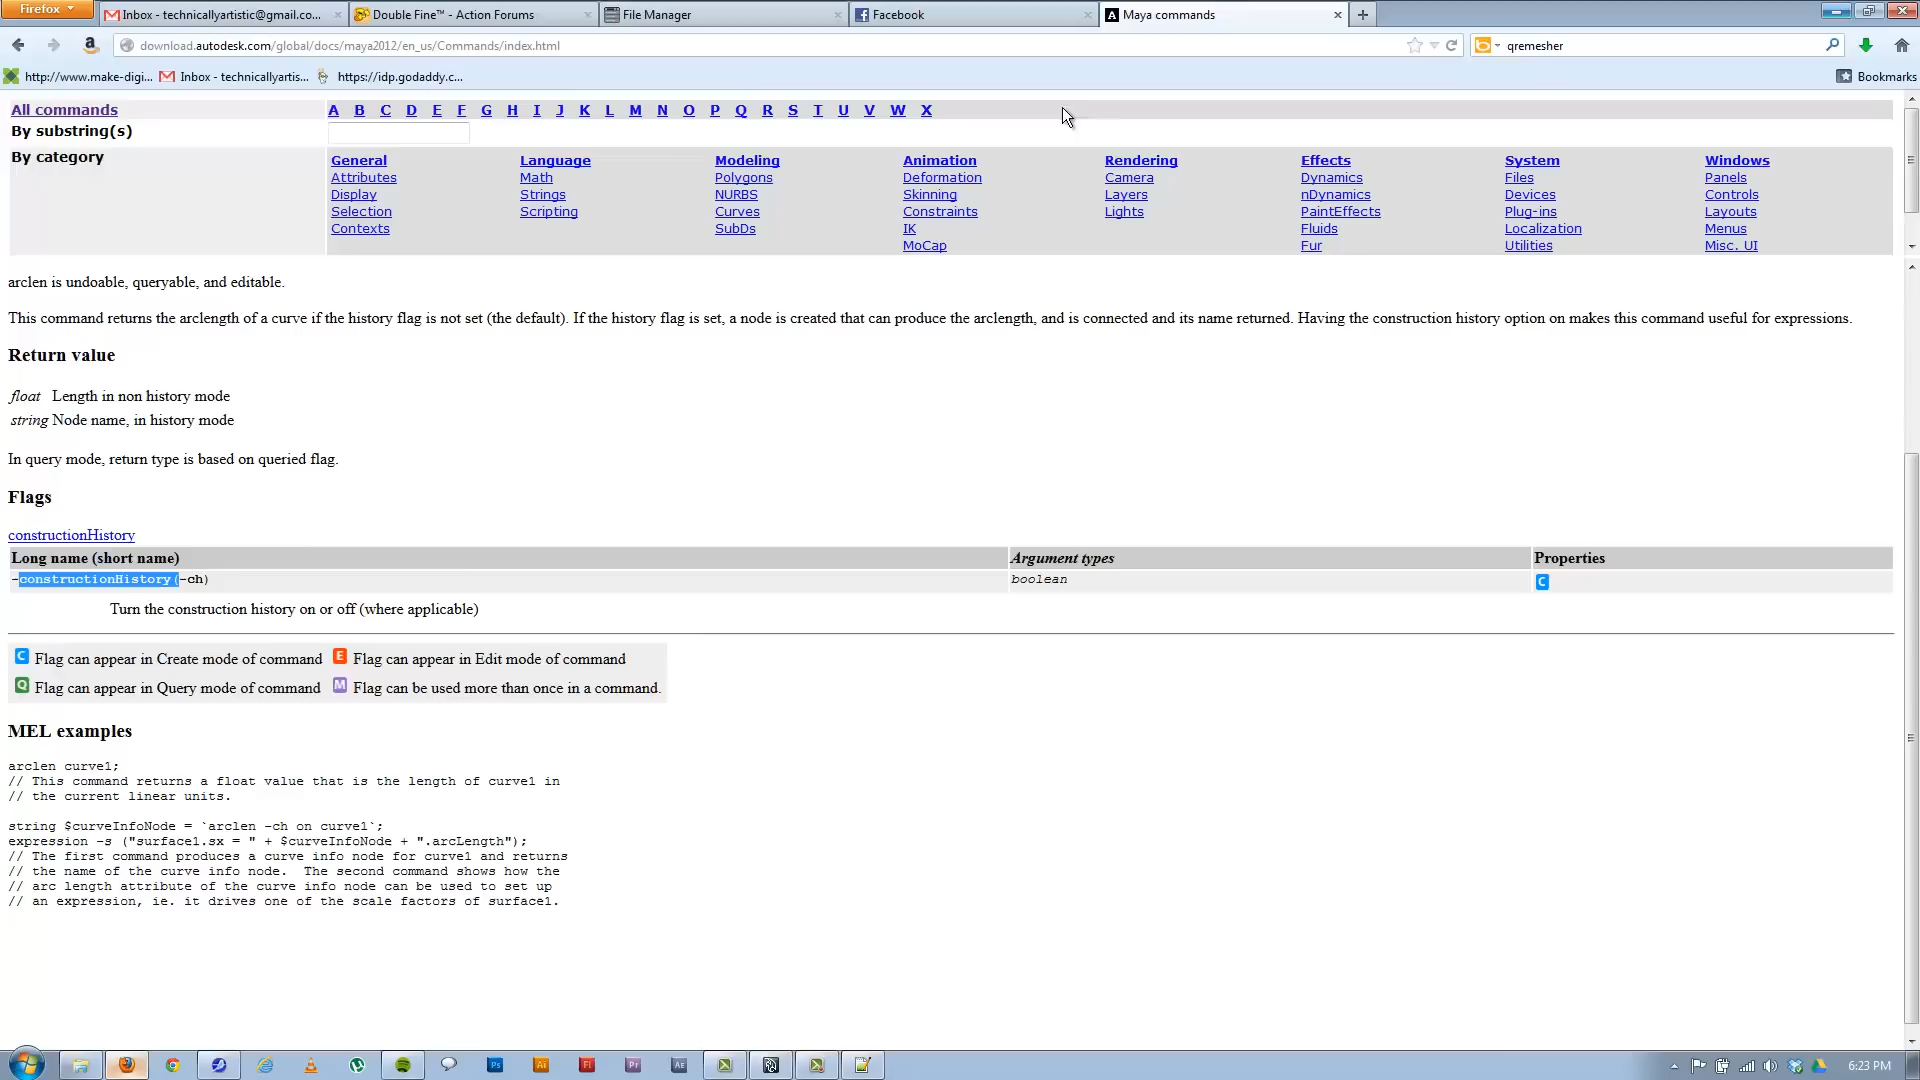 Firefox
Inbox - technicallyartistic@gmail.co...
Double Fine™ - Action Forums
File Manager
Facebook
Maya commands
download.autodesk.com/global/docs/maya2012/en_us/Commands/index.html
qremesher
http://www.make-digi...
Inbox - technicallyartis...
https://idp.godaddy.c...
Bookmarks
All commands
A B C D E F G H I J K L M N O P Q R S T U V W X
By substring(s)
By category
General Language Modeling Animation Rendering Effects System Windows
Attributes Math Polygons Deformation Camera Dynamics Files Panels
Display Strings NURBS Skinning Layers nDynamics Devices Controls
Selection Scripting Curves Constraints Lights PaintEffects Plug-ins Layouts
Contexts SubDs IK Fluids Localization Menus
MoCap Fur Utilities Misc. UI
arclen is undoable, queryable, and editable.
This command returns the arclength of a curve if the history flag is not set (the default). If the history flag is set, a node is created that can produce the arclength, and is connected and its name returned. Having the construction history option on makes this command useful for expressions.
Return value
float Length in non history mode
string Node name, in history mode
In query mode, return type is based on queried flag.
Flags
constructionHistory
Long name (short name) Argument types Properties
-constructionHistory(-ch) boolean C
Turn the construction history on or off (where applicable)
C Flag can appear in Create mode of command E Flag can appear in Edit mode of command
Q Flag can appear in Query mode of command M Flag can be used more than once in a command.
MEL examples
arclen curve1;
// This command returns a float value that is the length of curve1 in
// the current linear units.
string $curveInfoNode = `arclen -ch on curve1`;
expression -s ("surface1.sx = " + $curveInfoNode + ".arcLength");
// The first command produces a curve info node for curve1 and returns
// the name of the curve info node.  The second command shows how the
// arc length attribute of the curve info node can be used to set up
// an expression, ie. it drives one of the scale factors of surface1.
Ps Ai Fl Pr Ae
6:23 PM